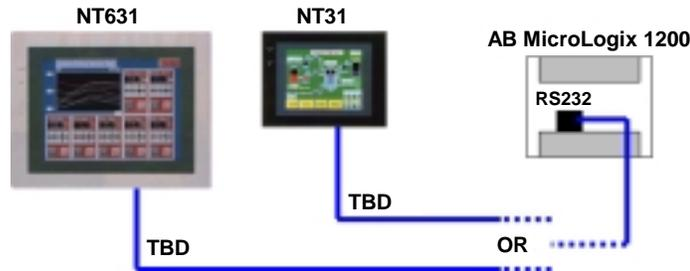 NT631
NT31
AB MicroLogix 1200
RS232
TBD
OR
TBD